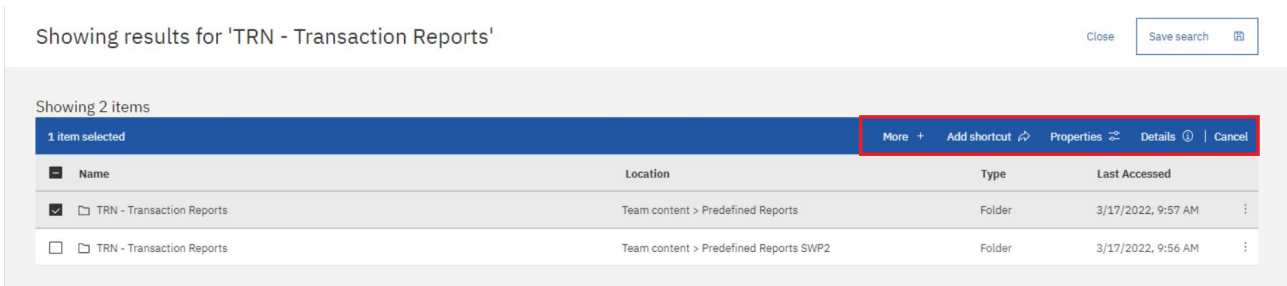 Showing results for 'TRN - Transaction Reports'
Close Save search
Showing 2 items
1 item selected More + Add shortcut Properties Details | Cancel
Name Location Type Last Accessed
TRN - Transaction Reports Team content > Predefined Reports Folder 3/17/2022, 9:57 AM
TRN - Transaction Reports Team content > Predefined Reports SWP2 Folder 3/17/2022, 9:56 AM